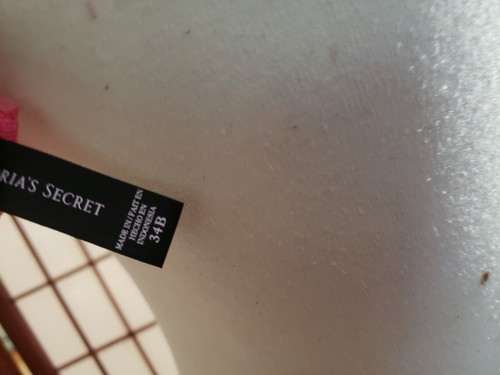 RIA'S SECRET
MADE IN / FAIT EN
HECHO EN
INDONESIA
34B